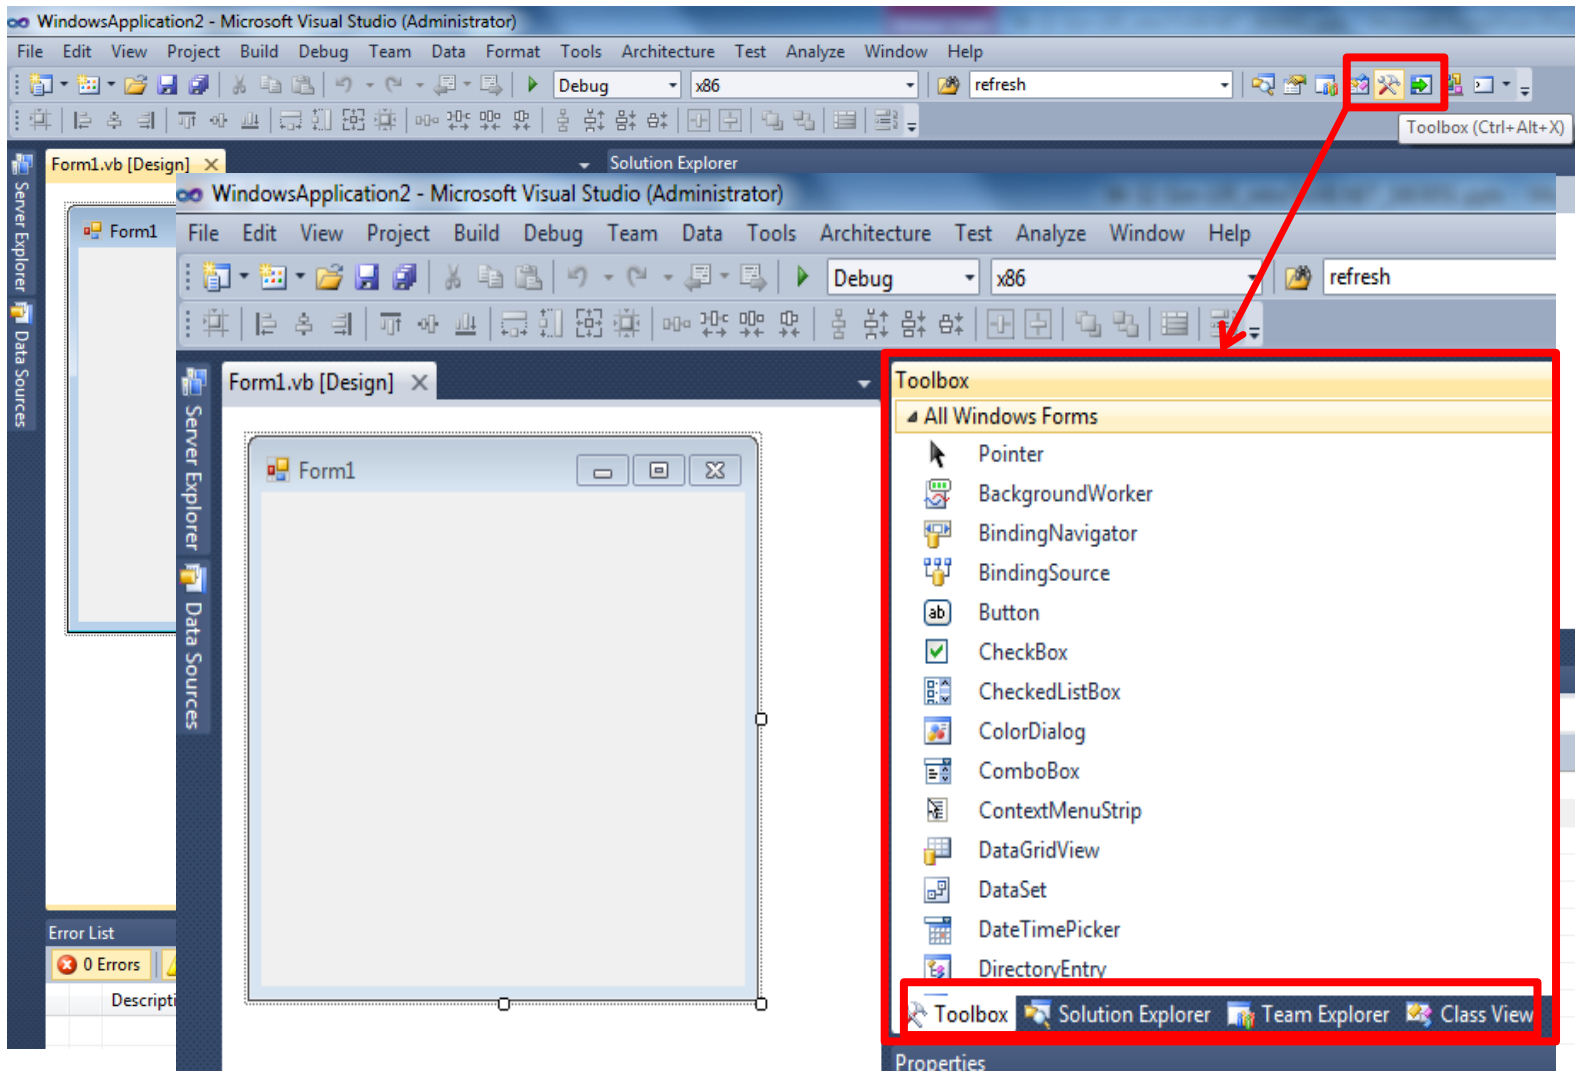 WindowsApplication2 - Microsoft Visual Studio (Administrator)
File Edit View Project Build Debug Team Data Format Tools Architecture Test Analyze Window Help
Debug x86 refresh
Toolbox (Ctrl+Alt+X)
Form1.vb [Design]
Solution Explorer
Server Explorer
Data Sources
Form1
Error List
0 Errors
Descripti
WindowsApplication2 - Microsoft Visual Studio (Administrator)
File Edit View Project Build Debug Team Data Tools Architecture Test Analyze Window Help
Debug x86 refresh
Server Explorer
Data Sources
Form1.vb [Design]
Form1
Toolbox
All Windows Forms
Pointer
BackgroundWorker
BindingNavigator
BindingSource
ab Button
CheckBox
CheckedListBox
ColorDialog
ComboBox
ContextMenuStrip
DataGridView
DataSet
DateTimePicker
DirectoryEntry
Toolbox Solution Explorer Team Explorer Class View
Properties